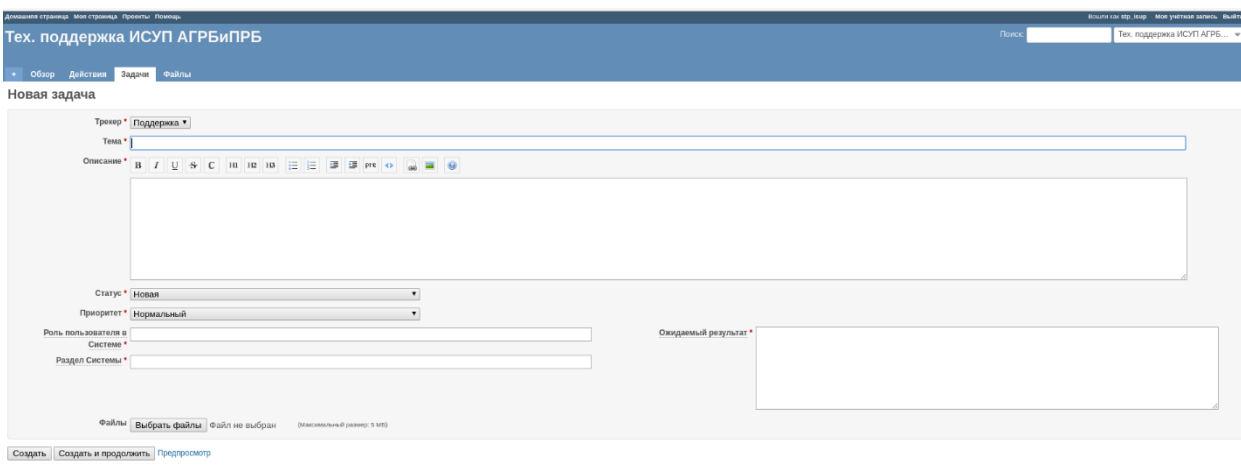 Домашняя страница Моя страница Проекты Помощь
Вошли как stp_isup Моя учётная запись Выйти
Тех. поддержка ИСУП АГРБиПРБ
Поиск:
Тех. поддержка ИСУП АГРБ...
+ Обзор Действия Задачи Файлы
Новая задача
Трекер * Поддержка
Тема *
Описание * B I U S C H1 H2 H3 pre <>
Статус * Новая
Приоритет * Нормальный
Роль пользователя в
Системе *
Ожидаемый результат *
Раздел Системы *
Файлы Выбрать файлы Файл не выбран (Максимальный размер: 5 МБ)
Создать Создать и продолжить Предпросмотр